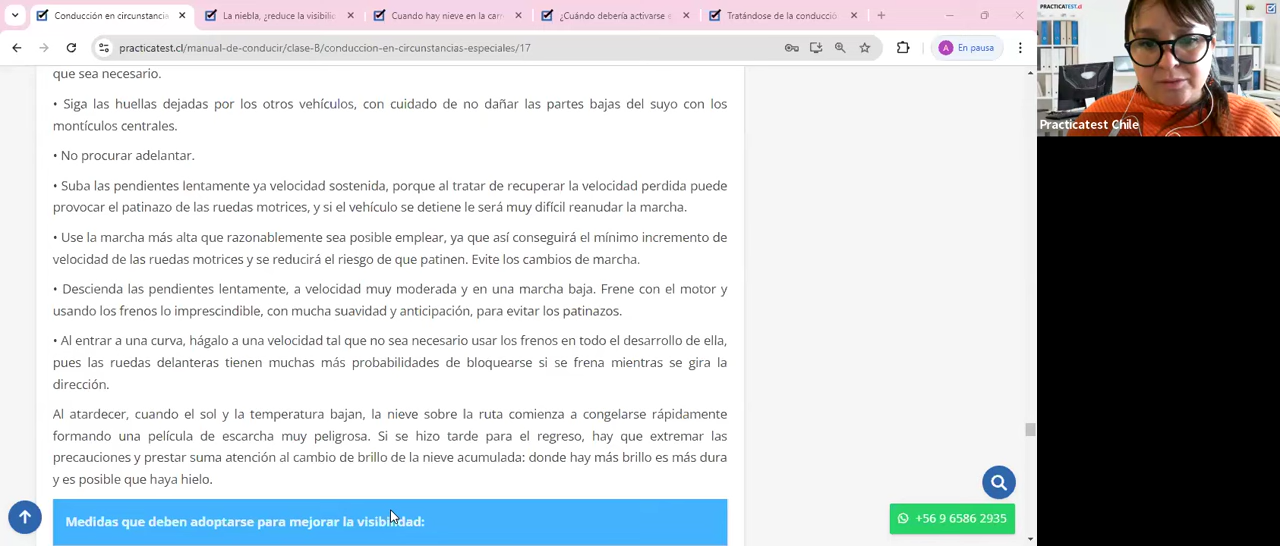 Conducción en circunstancia
La niebla, ¿reduce la visibilid
Cuando hay nieve en la carr
¿Cuándo debería activarse e
Tratándose de la conducció
practicatest.cl/manual-de-conducir/clase-B/conduccion-en-circunstancias-especiales/17
A En pausa
PRACTICATEST.cl
que sea necesario.
• Siga las huellas dejadas por los otros vehículos, con cuidado de no dañar las partes bajas del suyo con los
montículos centrales.
• No procurar adelantar.
• Suba las pendientes lentamente ya velocidad sostenida, porque al tratar de recuperar la velocidad perdida puede
provocar el patinazo de las ruedas motrices, y si el vehículo se detiene le será muy difícil reanudar la marcha.
• Use la marcha más alta que razonablemente sea posible emplear, ya que así conseguirá el mínimo incremento de
velocidad de las ruedas motrices y se reducirá el riesgo de que patinen. Evite los cambios de marcha.
• Descienda las pendientes lentamente, a velocidad muy moderada y en una marcha baja. Frene con el motor y
usando los frenos lo imprescindible, con mucha suavidad y anticipación, para evitar los patinazos.
• Al entrar a una curva, hágalo a una velocidad tal que no sea necesario usar los frenos en todo el desarrollo de ella,
pues las ruedas delanteras tienen muchas más probabilidades de bloquearse si se frena mientras se gira la
dirección.
Al atardecer, cuando el sol y la temperatura bajan, la nieve sobre la ruta comienza a congelarse rápidamente
formando una película de escarcha muy peligrosa. Si se hizo tarde para el regreso, hay que extremar las
precauciones y prestar suma atención al cambio de brillo de la nieve acumulada: donde hay más brillo es más dura
y es posible que haya hielo.
Medidas que deben adoptarse para mejorar la visibilidad:
+56 9 6586 2935
Practicatest Chile